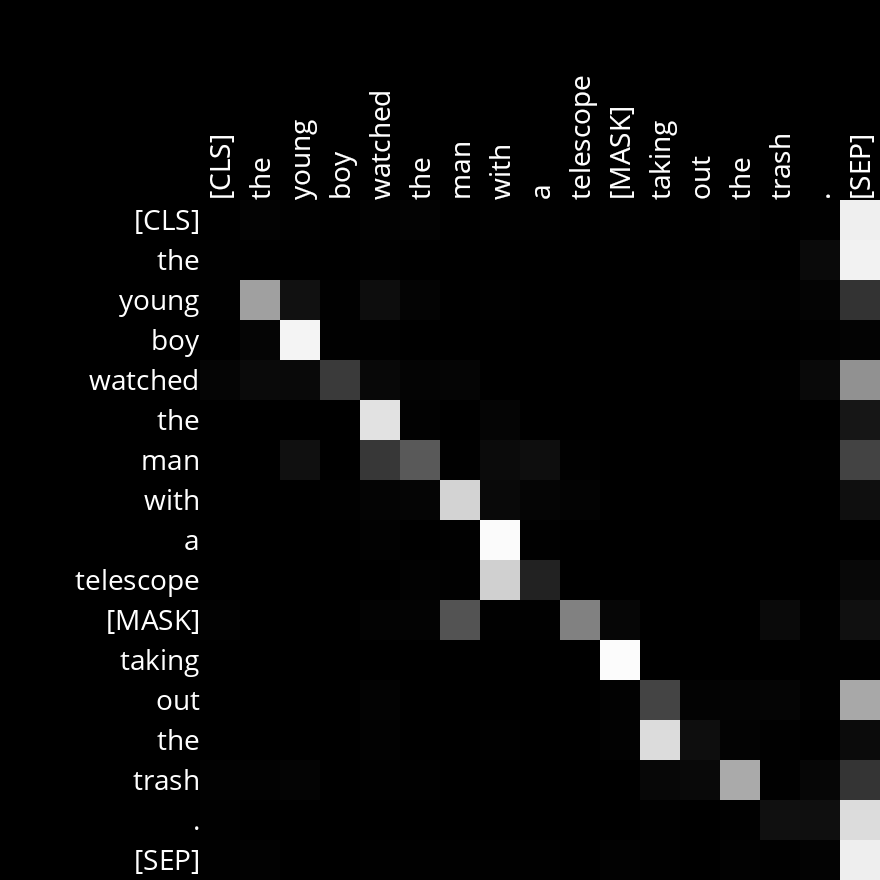 [CLS] the young boy watched the man with a telescope [MASK] taking out the trash . [SEP]
[CLS]
the
young
boy
watched
the
man
with
a
telescope
[MASK]
taking
out
the
trash
.
[SEP]